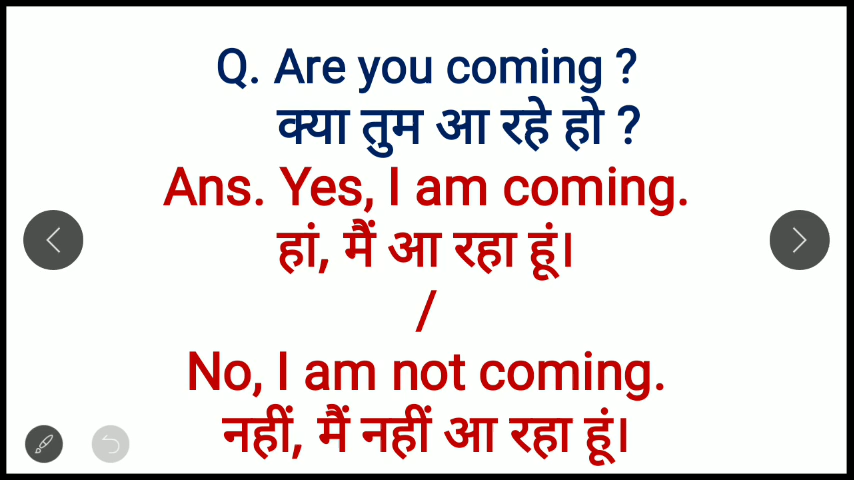 Q. Are you coming ?
क्या तुम आ रहे हो ?
Ans. Yes, I am coming.
हां, मैं आ रहा हूं।
/
No, I am not coming.
नहीं, मैं नहीं आ रहा हूं।